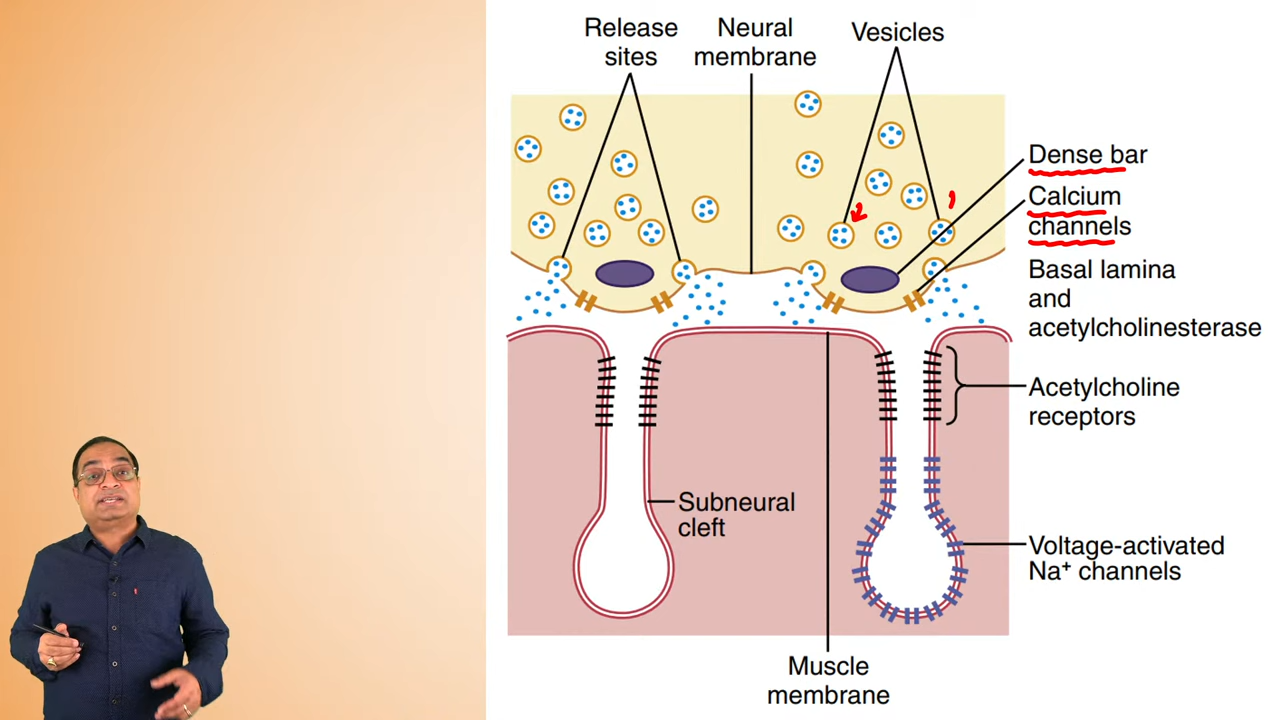 Release
sites
Neural
membrane
Vesicles
Dense bar
Calcium
channels
Basal lamina
and
acetylcholinesterase
Acetylcholine
receptors
Subneural
cleft
Voltage-activated
Na⁺ channels
Muscle
membrane